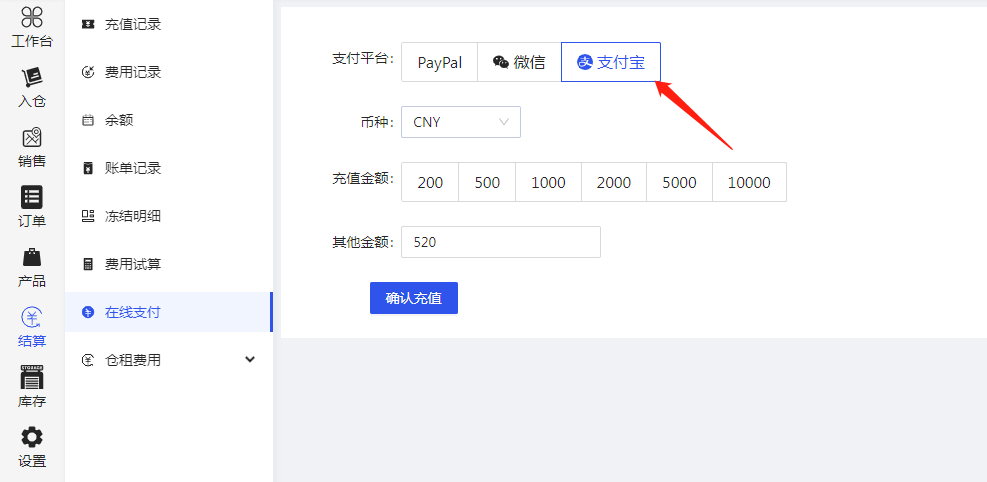 工作台
入仓
销售
订单
产品
结算
STORAGE
库存
设置
充值记录
费用记录
余额
账单记录
冻结明细
费用试算
在线支付
仓租费用
支付平台: PayPal 微信 支付宝
币种: CNY
充值金额: 200 500 1000 2000 5000 10000
其他金额: 520
确认充值